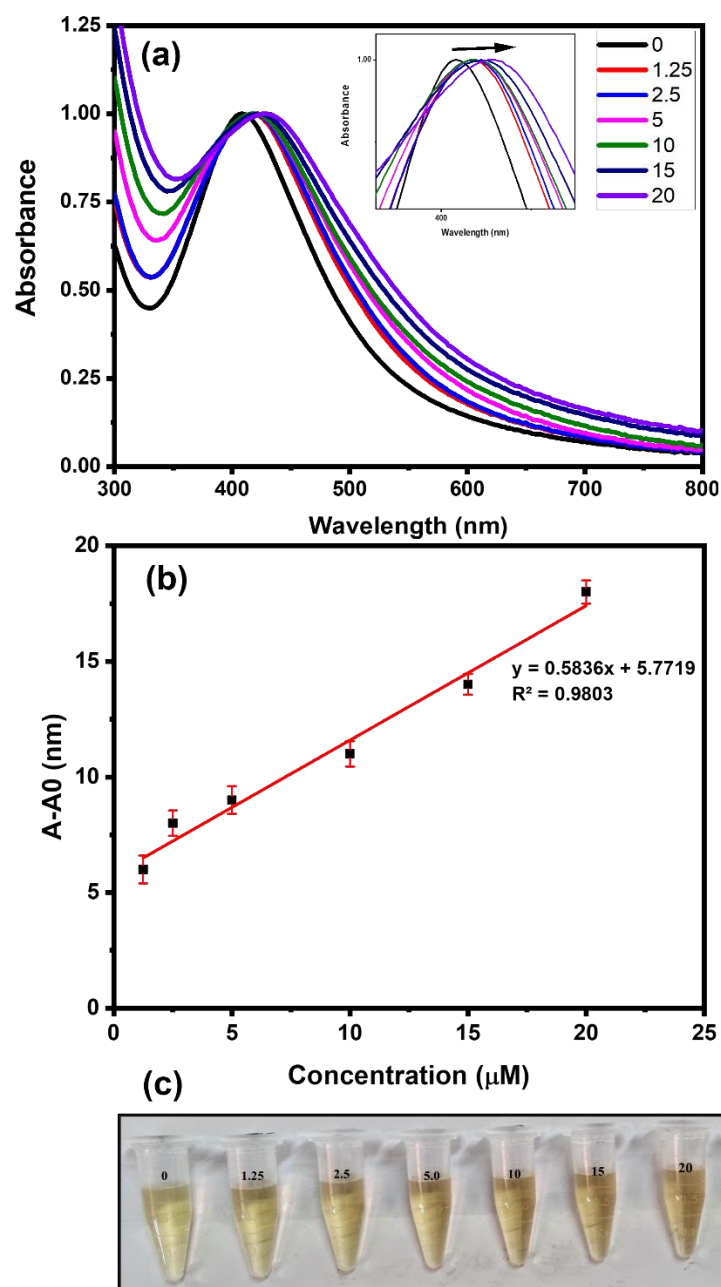 (a)
1.25
1.00
0.75
0.50
0.25
0.00
Absorbance
300 400 500 600 700 800
Wavelength (nm)
1.00
Absorbance
400
Wavelength (nm)
0
1.25
2.5
5
10
15
20
(b)
20
15
10
5
0
A-A0 (nm)
y = 0.5836x + 5.7719
R² = 0.9803
0 5 10 15 20 25
Concentration (μM)
(c)
0 1.25 2.5 5.0 10 15 20